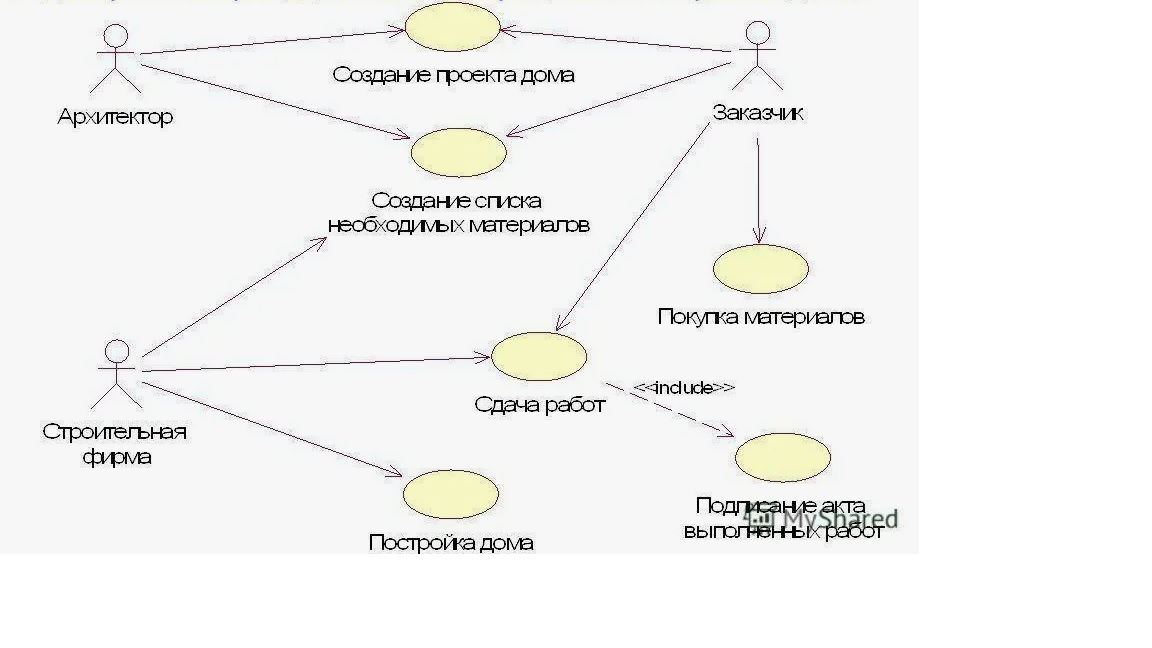 Создание проекта дома
Архитектор
Заказчик
Создание списка
необходимых материалов
Покупка материалов
<<include>>
Сдача работ
Строительная
фирма
Подписание акта
выполненных работ
MyShared
Постройка дома